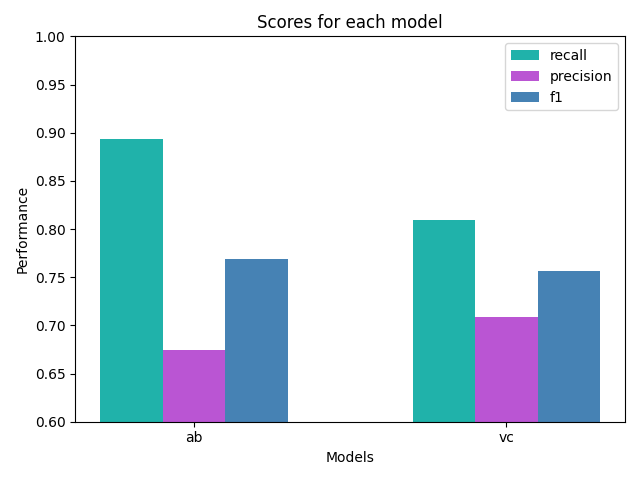 Scores for each model
1.00
0.95
0.90
0.85
0.80
0.75
0.70
0.65
0.60
Performance
recall
precision
f1
ab
vc
Models